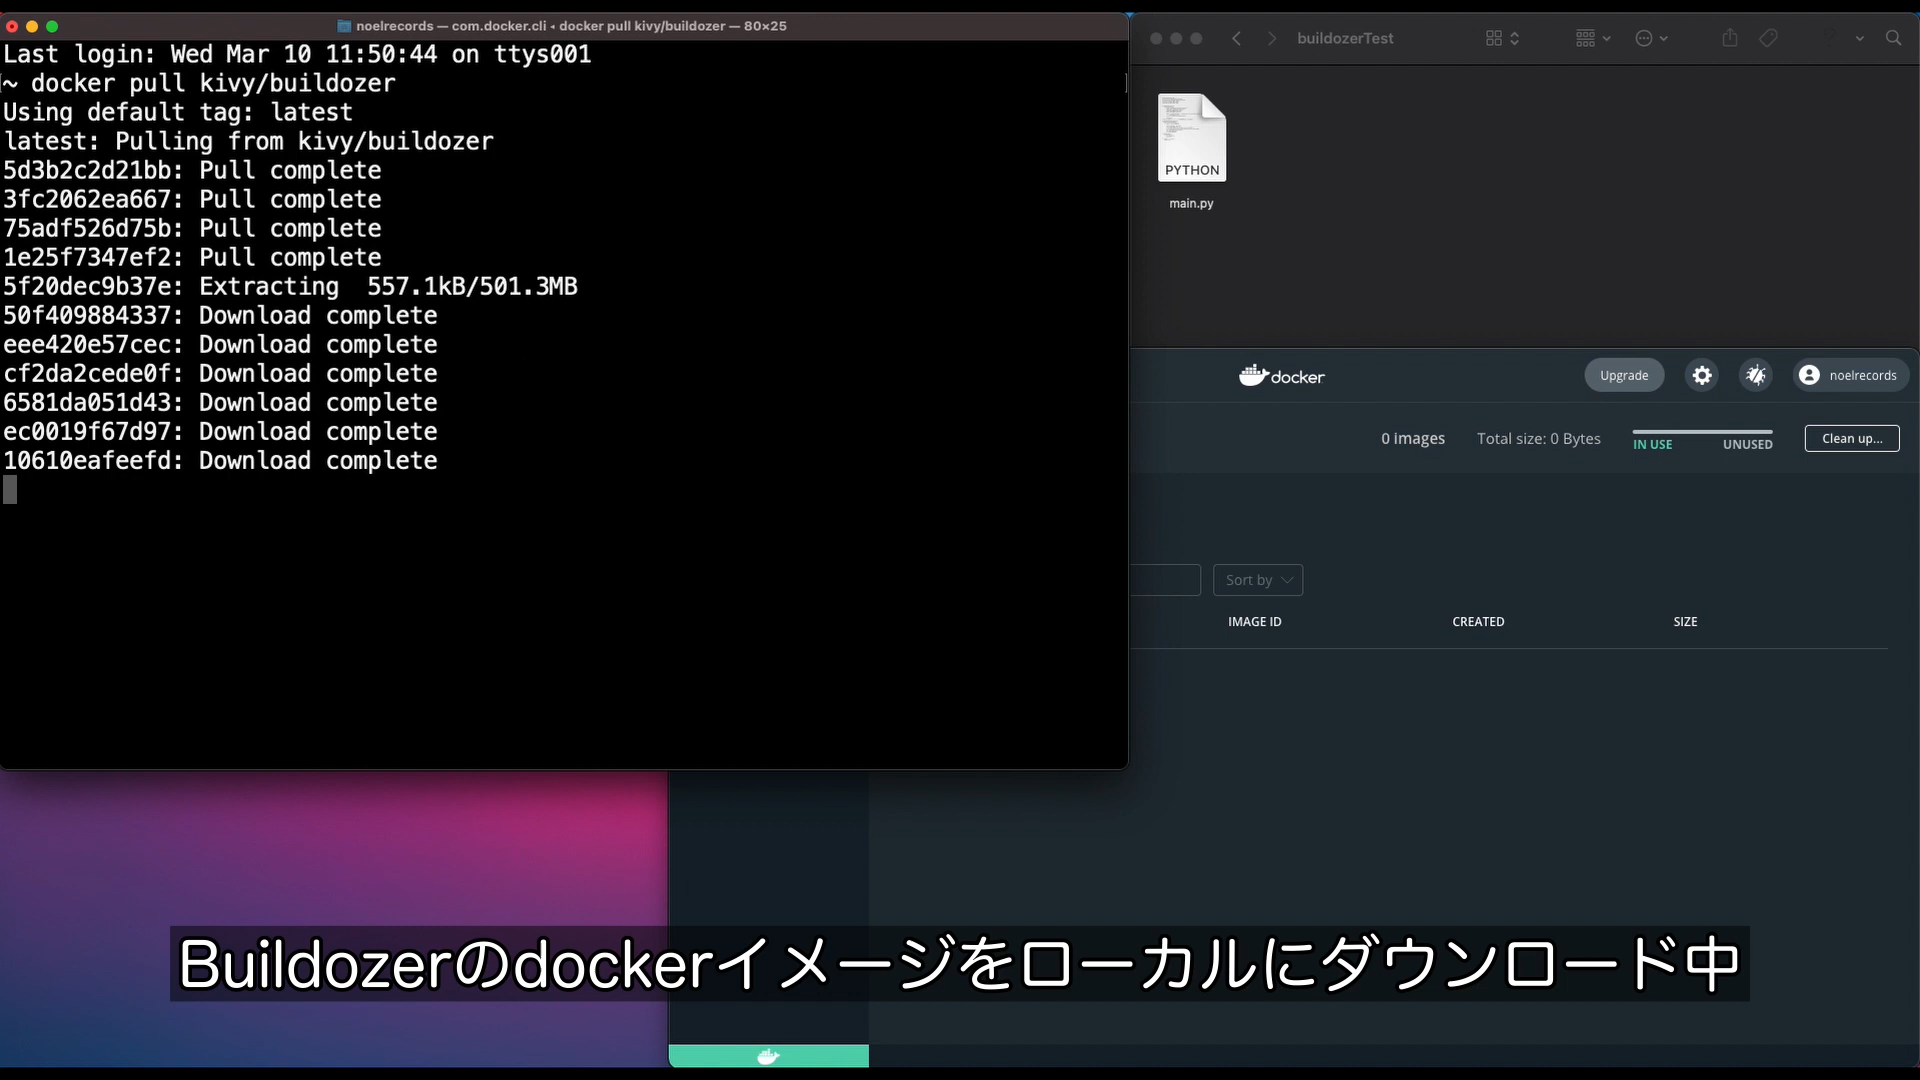 noelrecords — com.docker.cli ◂ docker pull kivy/buildozer — 80×25
Last login: Wed Mar 10 11:50:44 on ttys001
~ docker pull kivy/buildozer
Using default tag: latest
latest: Pulling from kivy/buildozer
5d3b2c2d21bb: Pull complete
3fc2062ea667: Pull complete
75adf526d75b: Pull complete
1e25f7347ef2: Pull complete
5f20dec9b37e: Extracting  557.1kB/501.3MB
50f409884337: Download complete
eee420e57cec: Download complete
cf2da2cede0f: Download complete
6581da051d43: Download complete
ec0019f67d97: Download complete
10610eafeefd: Download complete
buildozerTest
PYTHON
main.py
docker
Upgrade
noelrecords
0 images
Total size: 0 Bytes
IN USE
UNUSED
Clean up...
Sort by
IMAGE ID
CREATED
SIZE
Buildozerのdockerイメージをローカルにダウンロード中